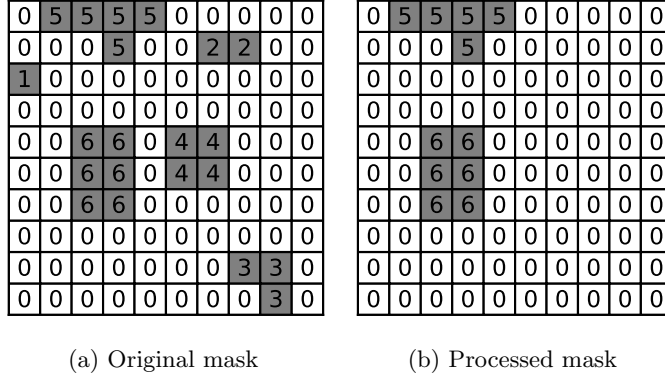 0 5 5 5 5 0 0 0 0 0 0 5 5 5 5 0 0 0 0 0
0 0 0 5 0 0 2 2 0 0 0 0 0 5 0 0 0 0 0 0
1 0 0 0 0 0 0 0 0 0 0 0 0 0 0 0 0 0 0 0
0 0 0 0 0 0 0 0 0 0 0 0 0 0 0 0 0 0 0 0
0 0 6 6 0 4 4 0 0 0 0 0 6 6 0 0 0 0 0 0
0 0 6 6 0 4 4 0 0 0 0 0 6 6 0 0 0 0 0 0
0 0 6 6 0 0 0 0 0 0 0 0 6 6 0 0 0 0 0 0
0 0 0 0 0 0 0 0 0 0 0 0 0 0 0 0 0 0 0 0
0 0 0 0 0 0 0 3 3 0 0 0 0 0 0 0 0 0 0 0
0 0 0 0 0 0 0 0 3 0 0 0 0 0 0 0 0 0 0 0
(a) Original mask (b) Processed mask